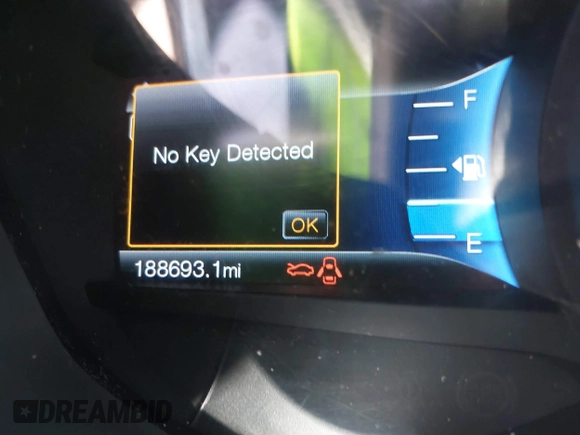 No Key Detected
OK
188693.1mi
F
E
DREAMBID